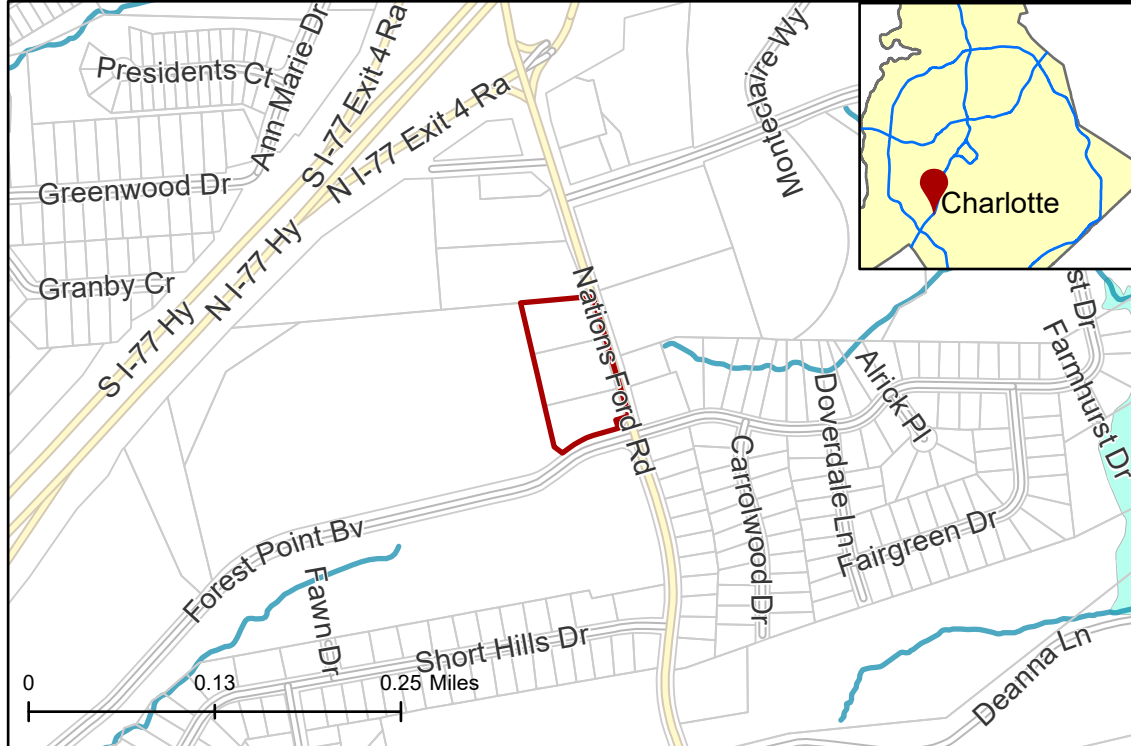 Presidents Ct
Ann Marie Dr
S I-77 Exit 4 Ra
N I-77 Exit 4 Ra
Monteclaire Wy
Charlotte
Greenwood Dr
Granby Cr
S I-77 Hy
N I-77 Hy
Nations Ford Rd
st Dr
Farmhurst Dr
Alrick Pl
Doverdale Ln
Carrolwood Dr
Fairgreen Dr
Forest Point Bv
Fawn Dr
Short Hills Dr
Deanna Ln
0 0.13 0.25 Miles